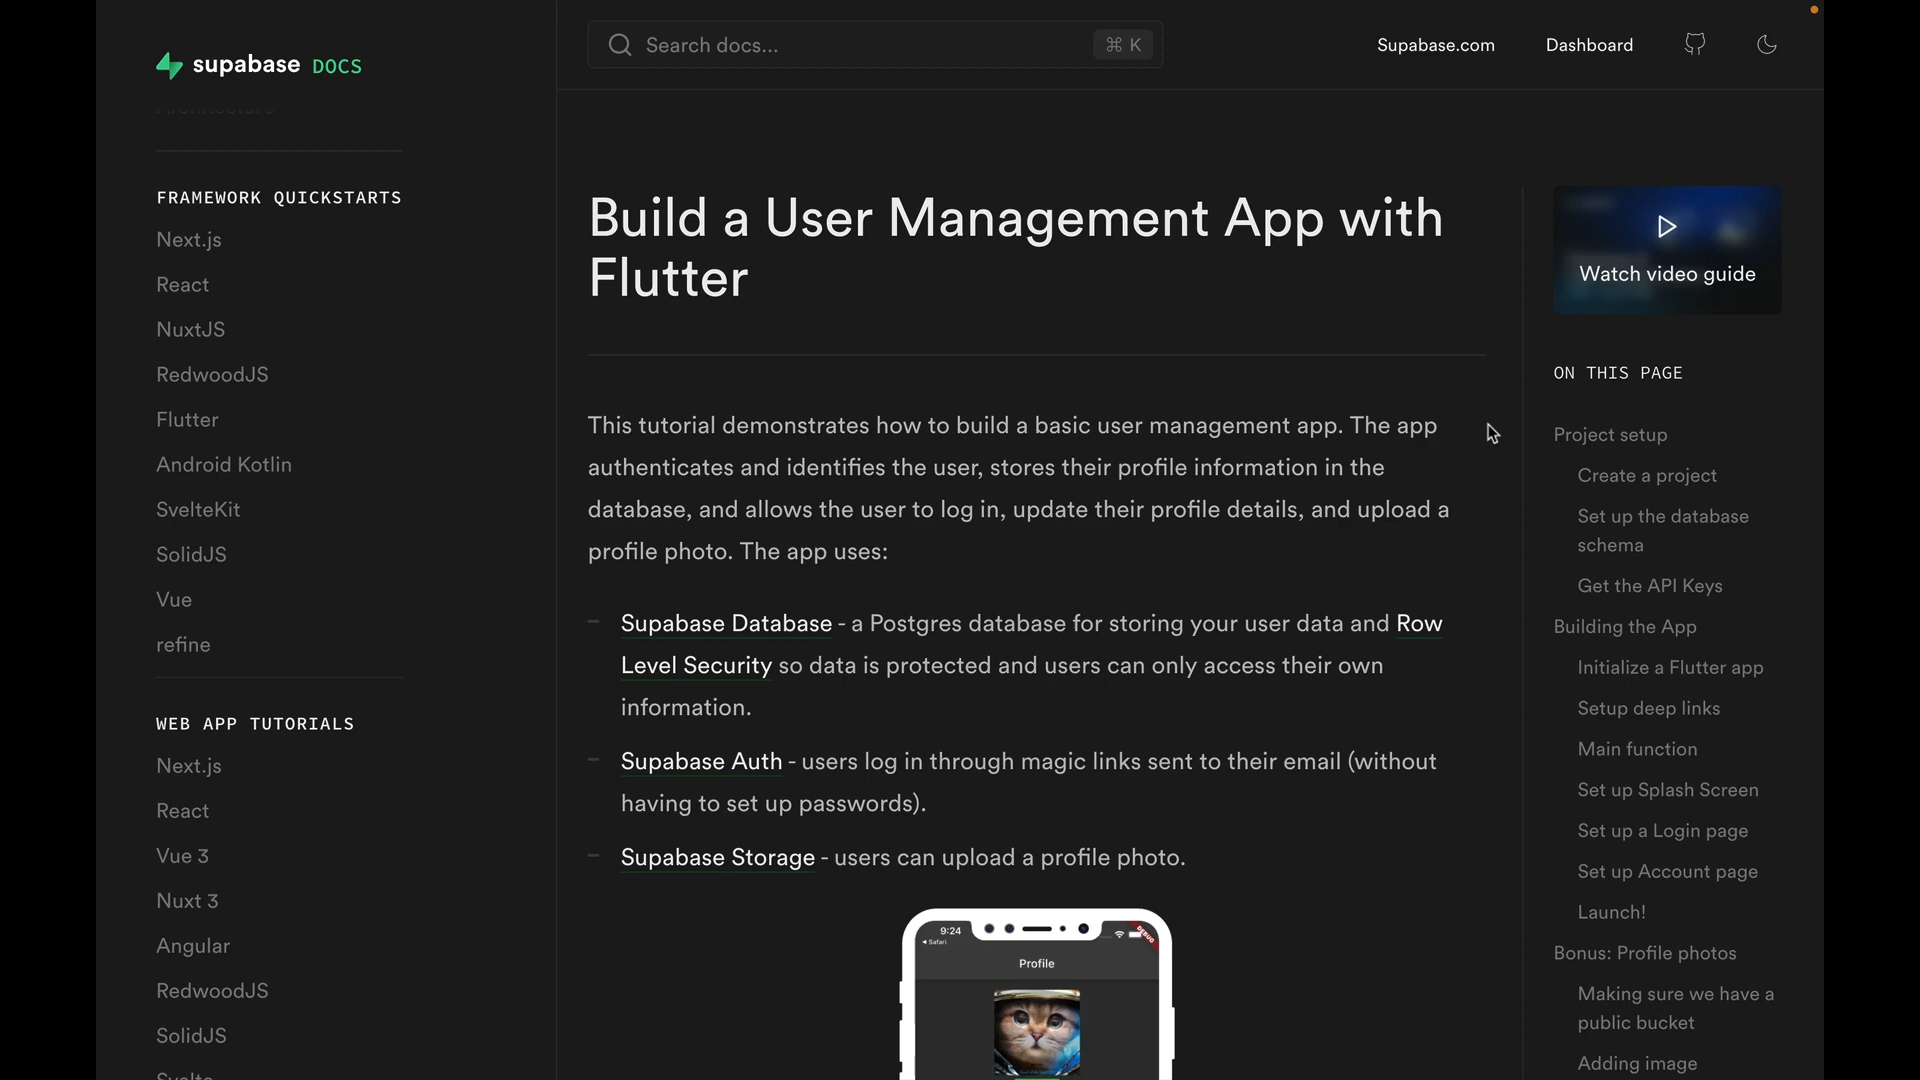 supabase DOCS
Search docs...
⌘ K
Supabase.com
Dashboard
Architecture
FRAMEWORK QUICKSTARTS
Next.js
React
NuxtJS
RedwoodJS
Flutter
Android Kotlin
SvelteKit
SolidJS
Vue
refine
WEB APP TUTORIALS
Next.js
React
Vue 3
Nuxt 3
Angular
RedwoodJS
SolidJS
Svelte
Build a User Management App with
Flutter
This tutorial demonstrates how to build a basic user management app. The app
authenticates and identifies the user, stores their profile information in the
database, and allows the user to log in, update their profile details, and upload a
profile photo. The app uses:
Supabase Database - a Postgres database for storing your user data and Row
Level Security so data is protected and users can only access their own
information.
Supabase Auth - users log in through magic links sent to their email (without
having to set up passwords).
Supabase Storage - users can upload a profile photo.
9:24
Safari
DEBUG
Profile
Watch video guide
ON THIS PAGE
Project setup
Create a project
Set up the database
schema
Get the API Keys
Building the App
Initialize a Flutter app
Setup deep links
Main function
Set up Splash Screen
Set up a Login page
Set up Account page
Launch!
Bonus: Profile photos
Making sure we have a
public bucket
Adding image